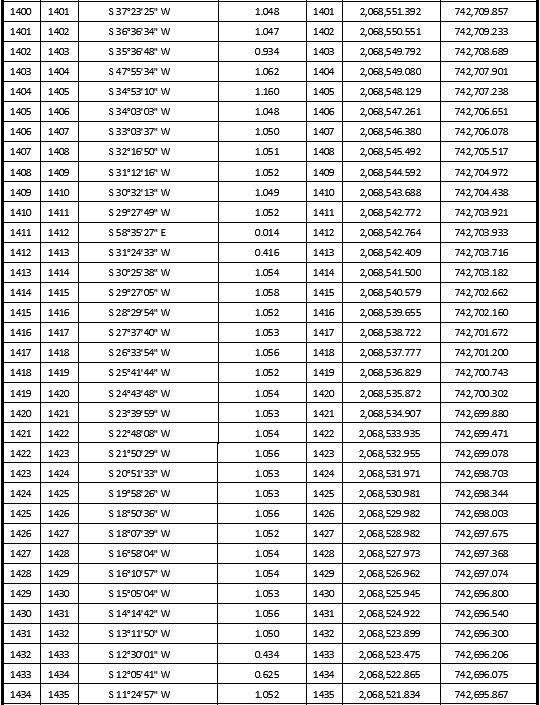 1400 1401 S 37°23'25" W 1.048 1401 2,068,551.392 742,709.857
1401 1402 S 36°36'34" W 1.047 1402 2,068,550.551 742,709.233
1402 1403 S 35°36'48" W 0.934 1403 2,068,549.792 742,708.689
1403 1404 S 47°55'34" W 1.062 1404 2,068,549.080 742,707.901
1404 1405 S 34°53'10" W 1.160 1405 2,068,548.129 742,707.238
1405 1406 S 34°03'03" W 1.048 1406 2,068,547.261 742,706.651
1406 1407 S 33°03'37" W 1.050 1407 2,068,546.380 742,706.078
1407 1408 S 32°16'50" W 1.051 1408 2,068,545.492 742,705.517
1408 1409 S 31°12'16" W 1.052 1409 2,068,544.592 742,704.972
1409 1410 S 30°32'13" W 1.049 1410 2,068,543.688 742,704.438
1410 1411 S 29°27'49" W 1.052 1411 2,068,542.772 742,703.921
1411 1412 S 58°35'27" E 0.014 1412 2,068,542.764 742,703.933
1412 1413 S 31°24'33" W 0.416 1413 2,068,542.409 742,703.716
1413 1414 S 30°25'38" W 1.054 1414 2,068,541.500 742,703.182
1414 1415 S 29°27'05" W 1.058 1415 2,068,540.579 742,702.662
1415 1416 S 28°29'54" W 1.052 1416 2,068,539.655 742,702.160
1416 1417 S 27°37'40" W 1.053 1417 2,068,538.722 742,701.672
1417 1418 S 26°33'54" W 1.056 1418 2,068,537.777 742,701.200
1418 1419 S 25°41'44" W 1.052 1419 2,068,536.829 742,700.743
1419 1420 S 24°43'48" W 1.054 1420 2,068,535.872 742,700.302
1420 1421 S 23°39'59" W 1.053 1421 2,068,534.907 742,699.880
1421 1422 S 22°48'08" W 1.054 1422 2,068,533.935 742,699.471
1422 1423 S 21°50'29" W 1.056 1423 2,068,532.955 742,699.078
1423 1424 S 20°51'33" W 1.053 1424 2,068,531.971 742,698.703
1424 1425 S 19°58'26" W 1.053 1425 2,068,530.981 742,698.344
1425 1426 S 18°50'36" W 1.056 1426 2,068,529.982 742,698.003
1426 1427 S 18°07'39" W 1.052 1427 2,068,528.982 742,697.675
1427 1428 S 16°58'04" W 1.054 1428 2,068,527.973 742,697.368
1428 1429 S 16°10'57" W 1.054 1429 2,068,526.962 742,697.074
1429 1430 S 15°05'04" W 1.053 1430 2,068,525.945 742,696.800
1430 1431 S 14°14'42" W 1.056 1431 2,068,524.922 742,696.540
1431 1432 S 13°11'50" W 1.050 1432 2,068,523.899 742,696.300
1432 1433 S 12°30'01" W 0.434 1433 2,068,523.475 742,696.206
1433 1434 S 12°05'41" W 0.625 1434 2,068,522.865 742,696.075
1434 1435 S 11°24'57" W 1.052 1435 2,068,521.834 742,695.867